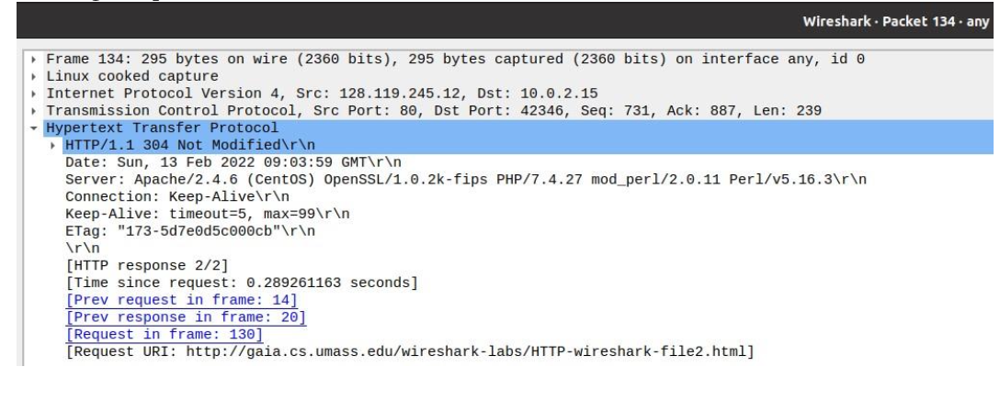 Wireshark · Packet 134 · any
Frame 134: 295 bytes on wire (2360 bits), 295 bytes captured (2360 bits) on interface any, id 0
Linux cooked capture
Internet Protocol Version 4, Src: 128.119.245.12, Dst: 10.0.2.15
Transmission Control Protocol, Src Port: 80, Dst Port: 42346, Seq: 731, Ack: 887, Len: 239
Hypertext Transfer Protocol
HTTP/1.1 304 Not Modified\r\n
Date: Sun, 13 Feb 2022 09:03:59 GMT\r\n
Server: Apache/2.4.6 (CentOS) OpenSSL/1.0.2k-fips PHP/7.4.27 mod_perl/2.0.11 Perl/v5.16.3\r\n
Connection: Keep-Alive\r\n
Keep-Alive: timeout=5, max=99\r\n
ETag: "173-5d7e0d5c000cb"\r\n
\r\n
[HTTP response 2/2]
[Time since request: 0.289261163 seconds]
[Prev request in frame: 14]
[Prev response in frame: 20]
[Request in frame: 130]
[Request URI: http://gaia.cs.umass.edu/wireshark-labs/HTTP-wireshark-file2.html]